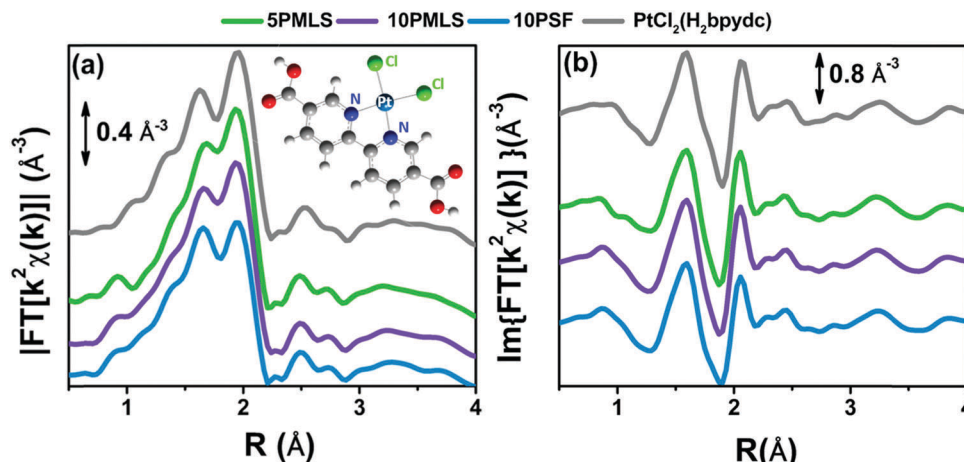 5PMLS 10PMLS 10PSF PtCl₂(H₂bpydc)
(a)
0.4 Å⁻³
Cl
Cl
N
Pt
N
|FT[k²χ(k)]| (Å⁻³)
1 2 3 4
R (Å)
(b)
0.8 Å⁻³
Im{FT[k²χ(k)] }(Å⁻³)
1 2 3 4
R(Å)